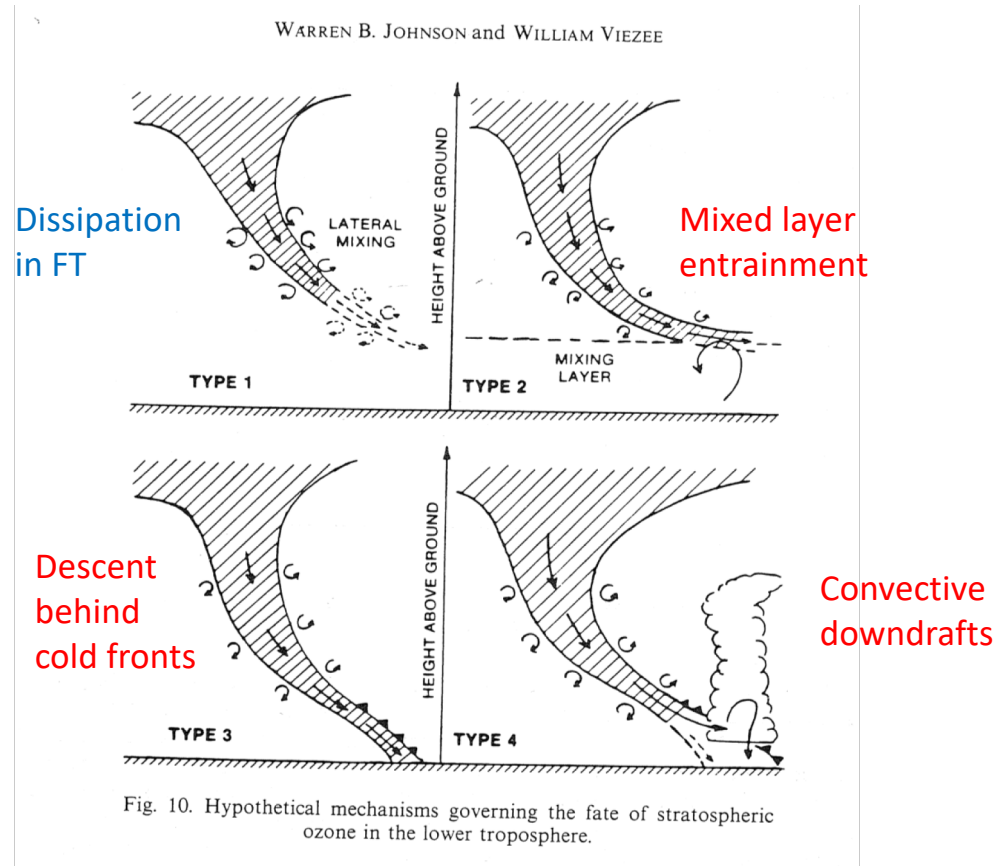 WARREN B. JOHNSON and WILLIAM VIEZEE
Dissipation
in FT
LATERAL
MIXING
HEIGHT ABOVE GROUND
TYPE 1
Mixed layer
entrainment
MIXING
LAYER
TYPE 2
Descent
behind
cold fronts
HEIGHT ABOVE GROUND
TYPE 3
Convective
downdrafts
TYPE 4
Fig. 10. Hypothetical mechanisms governing the fate of stratospheric
ozone in the lower troposphere.